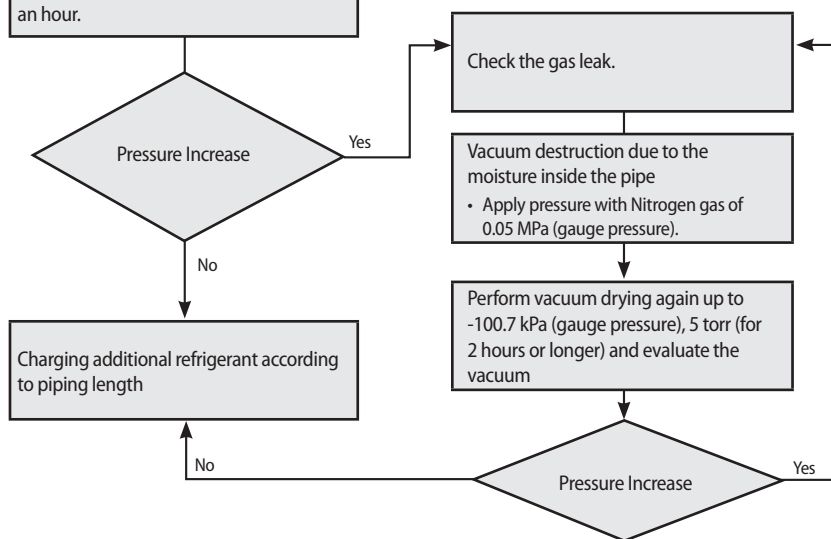 an hour.
Pressure Increase
Yes
No
Charging additional refrigerant according
to piping length
Check the gas leak.
Vacuum destruction due to the
moisture inside the pipe
• Apply pressure with Nitrogen gas of
0.05 MPa (gauge pressure).
Perform vacuum drying again up to
-100.7 kPa (gauge pressure), 5 torr (for
2 hours or longer) and evaluate the
vacuum
Pressure Increase
No
Yes